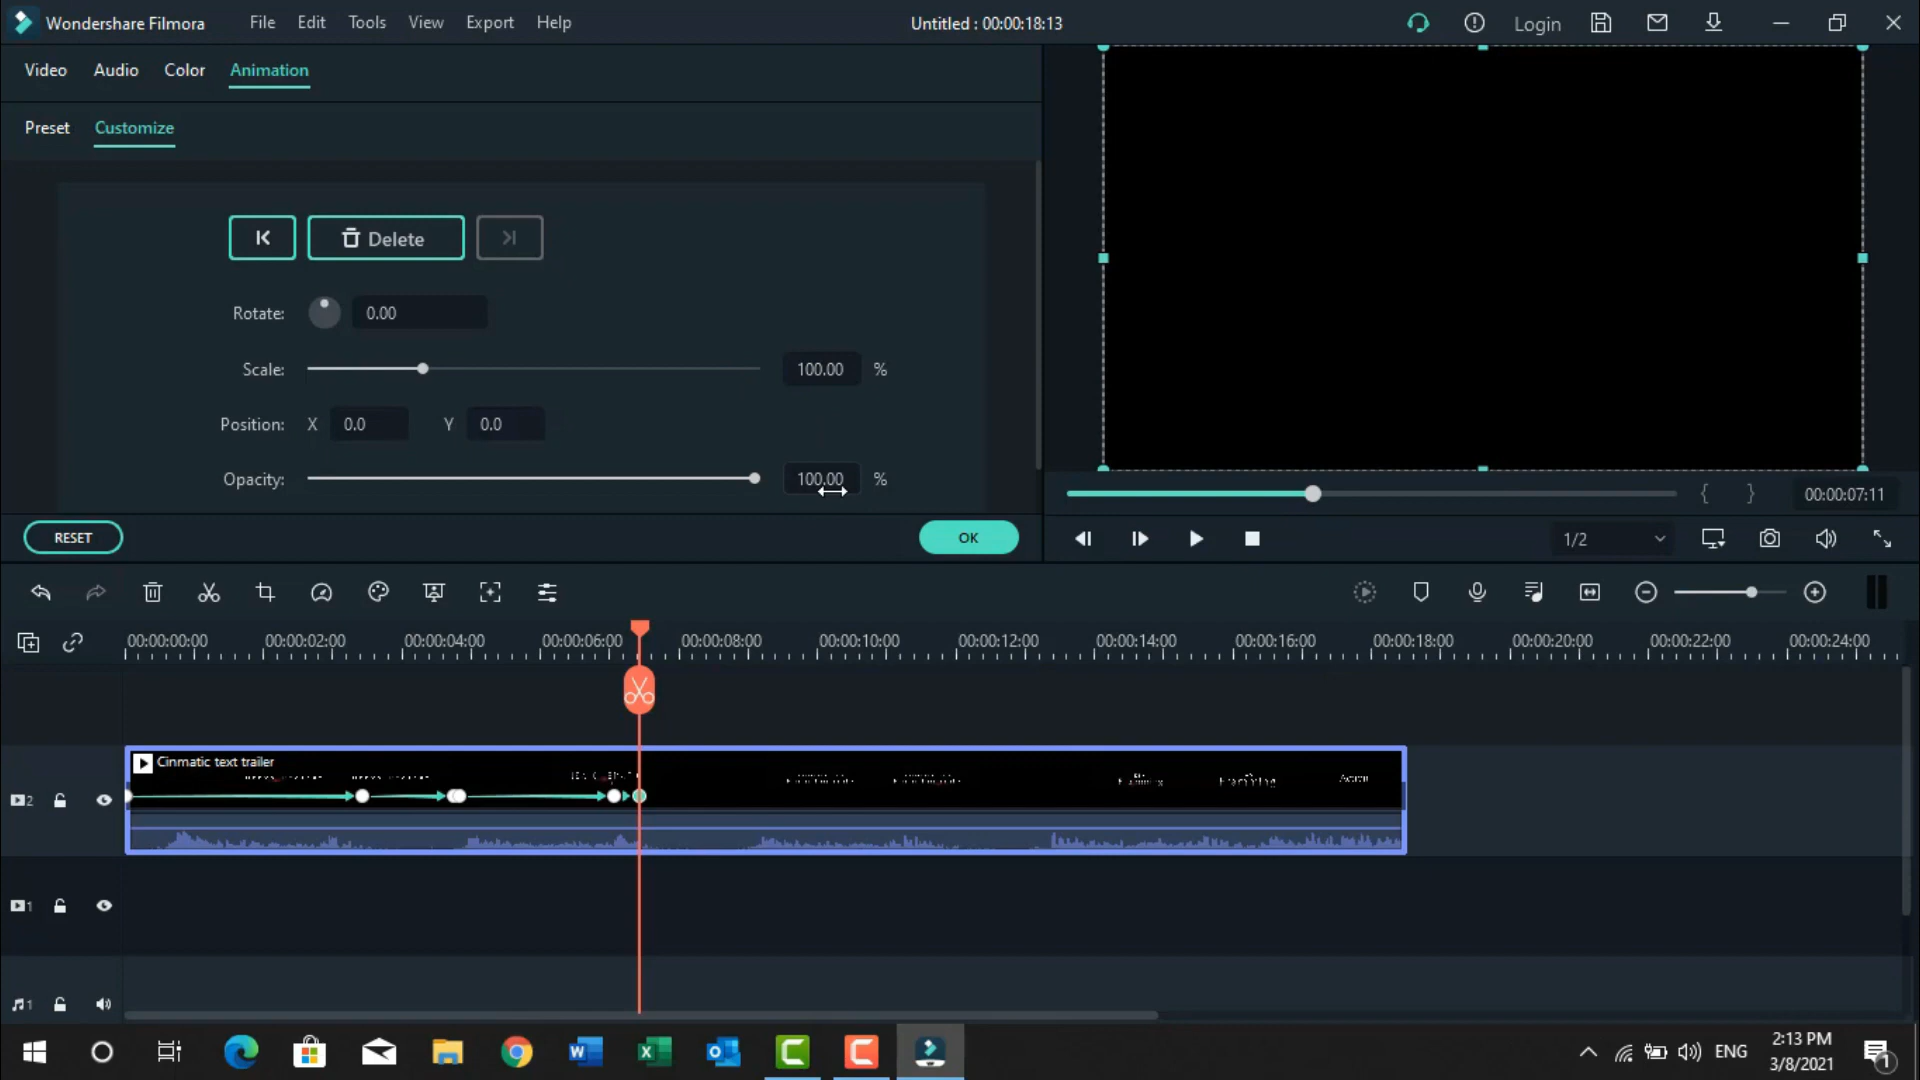 Wondershare Filmora
File Edit Tools View Export Help
Untitled : 00:00:18:13
Login
Video Audio Color Animation
Preset Customize
Delete
Rotate: 0.00
Scale: 100.00 %
Position: X 0.0 Y 0.0
Opacity: 100.00 %
RESET
OK
{ } 00:00:07:11
1/2
00:00:00:00 00:00:02:00 00:00:04:00 00:00:06:00 00:00:08:00 00:00:10:00 00:00:12:00 00:00:14:00 00:00:16:00 00:00:18:00 00:00:20:00 00:00:22:00 00:00:24:00
Cinmatic text trailer
2
1
1
ENG
2:13 PM
3/8/2021
1